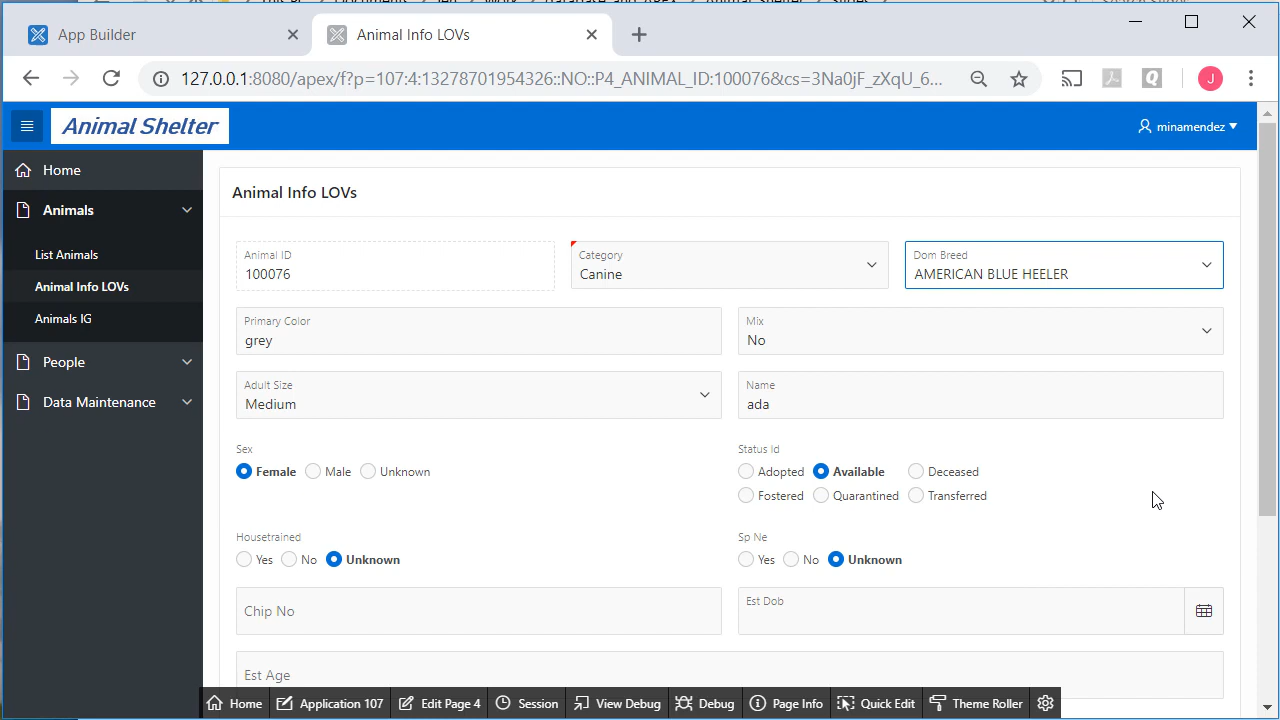 App Builder
Animal Info LOVs
127.0.0.1:8080/apex/f?p=107:4:13278701954326::NO::P4_ANIMAL_ID:100076&cs=3Na0jF_zXqU_6...
J
Animal Shelter
minamendez
Home
Animals
List Animals
Animal Info LOVs
Animals IG
People
Data Maintenance
Animal Info LOVs
Animal ID
100076
Category
Canine
Dom Breed
AMERICAN BLUE HEELER
Primary Color
grey
Mix
No
Adult Size
Medium
Name
ada
Sex
Female Male Unknown
Status Id
Adopted Available Deceased
Fostered Quarantined Transferred
Housetrained
Yes No Unknown
Sp Ne
Yes No Unknown
Chip No
Est Dob
Est Age
Home Application 107 Edit Page 4 Session View Debug Debug Page Info Quick Edit Theme Roller